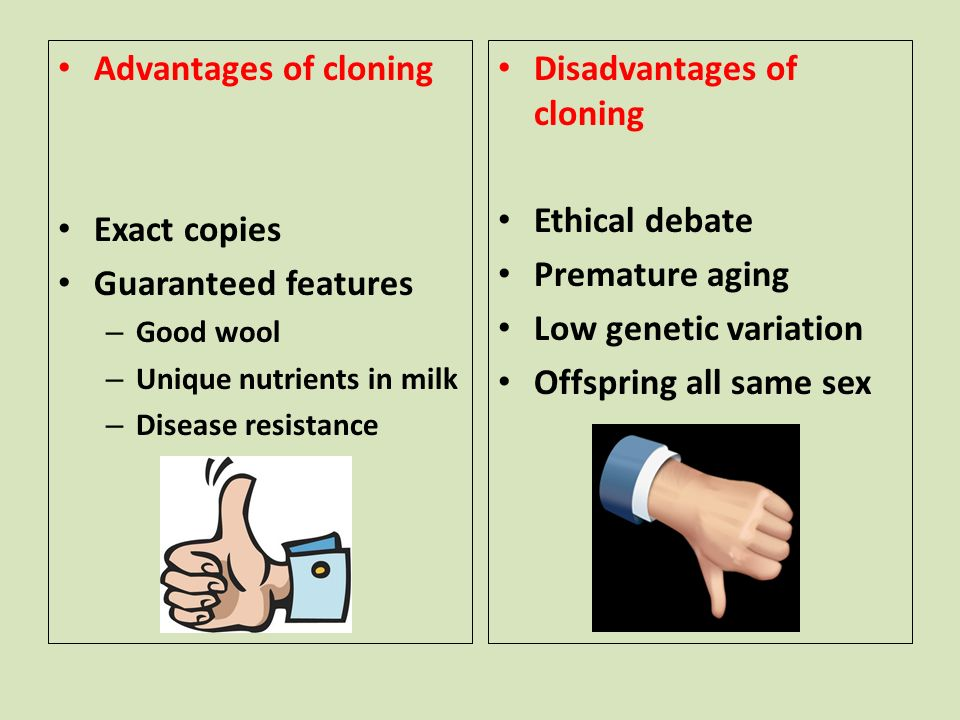 • Advantages of cloning
• Exact copies
• Guaranteed features
– Good wool
– Unique nutrients in milk
– Disease resistance
• Disadvantages of
cloning
• Ethical debate
• Premature aging
• Low genetic variation
• Offspring all same sex